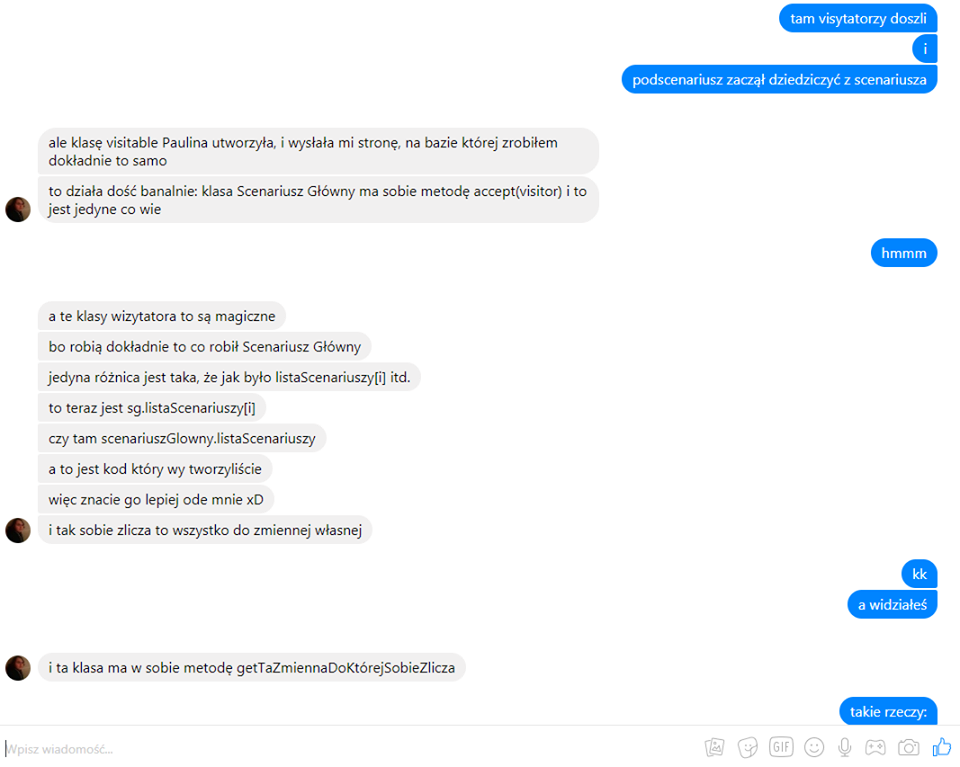 tam visytatorzy doszli
i
podscenariusz zaczął dziedziczyć z scenariusza
ale klasę visitable Paulina utworzyła, i wysłała mi stronę, na bazie której zrobiłem
dokładnie to samo
to działa dość banalnie: klasa Scenariusz Główny ma sobie metodę accept(visitor) i to
jest jedyne co wie
hmmm
a te klasy wizytatora to są magiczne
bo robią dokładnie to co robił Scenariusz Główny
jedyna różnica jest taka, że jak było listaScenariuszy[i] itd.
to teraz jest sg.listaScenariuszy[i]
czy tam scenariuszGlowny.listaScenariuszy
a to jest kod który wy tworzyliście
więc znacie go lepiej ode mnie xD
i tak sobie zlicza to wszystko do zmiennej własnej
kk
a widziałeś
i ta klasa ma w sobie metodę getTaZmiennaDoKtórejSobieZlicza
takie rzeczy:
Wpisz wiadomość...
GIF